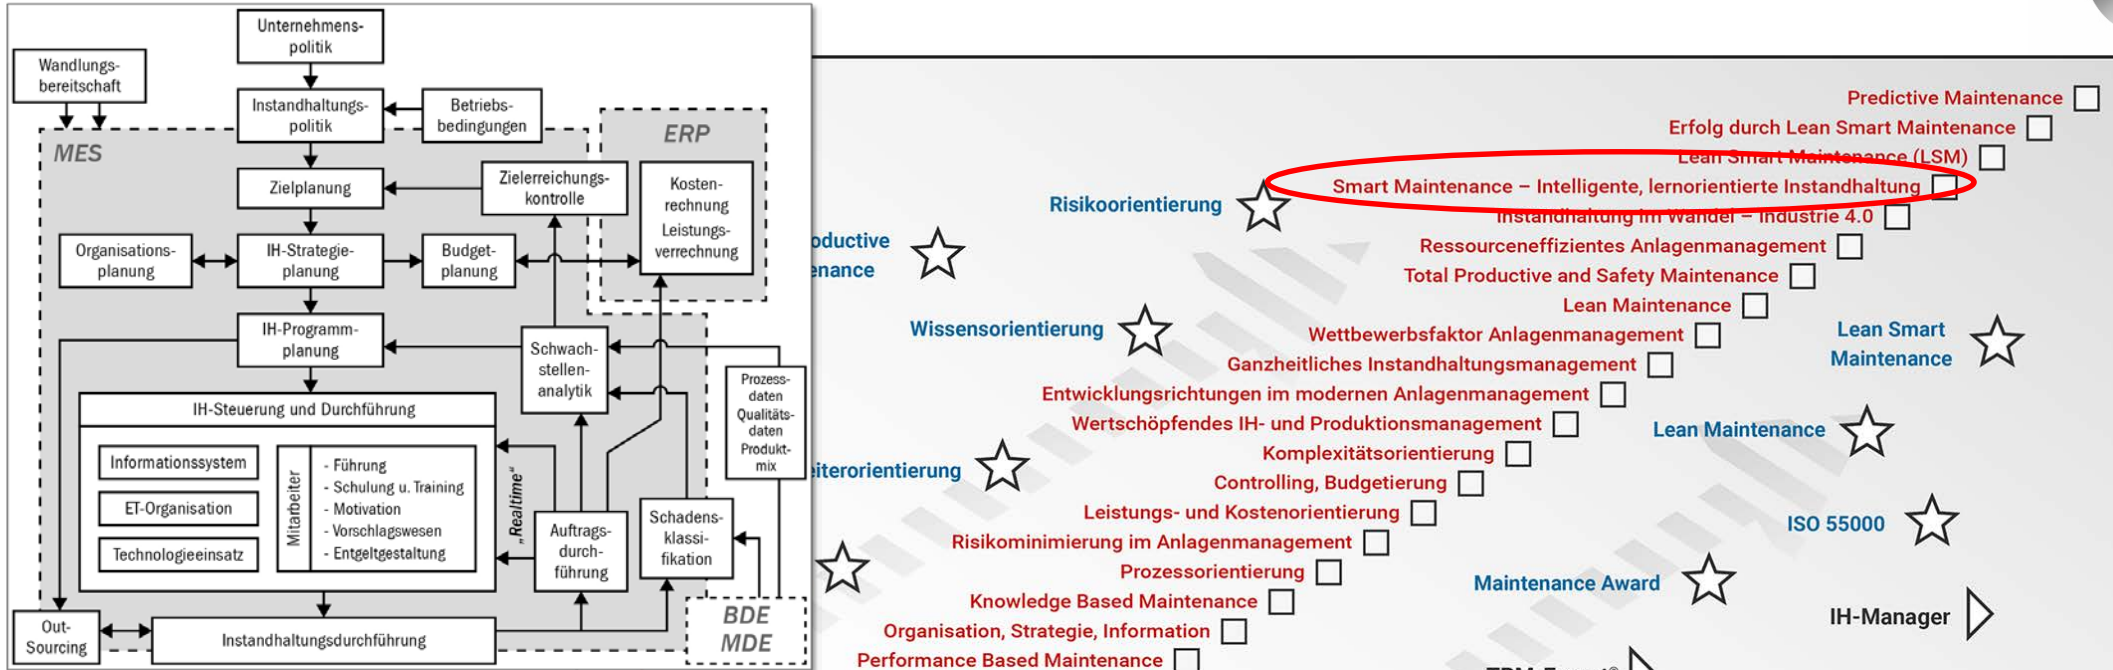 Unternehmens-
politik
Wandlungs-
bereitschaft
Instandhaltungs-
politik
Betriebs-
bedingungen
MES
ERP
Zielplanung
Zielerreichungs-
kontrolle
Kosten-
rechnung
Leistungs-
verrechnung
Organisations-
planung
IH-Strategie-
planung
Budget-
planung
IH-Programm-
planung
Schwach-
stellen-
analytik
Prozess-
daten
Qualitäts-
daten
Produkt-
mix
IH-Steuerung und Durchführung
Informationssystem
ET-Organisation
Technologieeinsatz
Mitarbeiter
- Führung
- Schulung u. Training
- Motivation
- Vorschlagswesen
- Entgeltgestaltung
„Realtime“
Auftrags-
durch-
führung
Schadens-
klassi-
fikation
BDE
MDE
Out-
Sourcing
Instandhaltungsdurchführung
Predictive Maintenance
Erfolg durch Lean Smart Maintenance
Lean Smart Maintenance (LSM)
Smart Maintenance – Intelligente, lernorientierte Instandhaltung
Instandhaltung im Wandel – Industrie 4.0
Ressourceneffizientes Anlagenmanagement
Total Productive and Safety Maintenance
Lean Maintenance
Wettbewerbsfaktor Anlagenmanagement
Ganzheitliches Instandhaltungsmanagement
Entwicklungsrichtungen im modernen Anlagenmanagement
Wertschöpfendes IH- und Produktionsmanagement
Komplexitätsorientierung
Controlling, Budgetierung
Leistungs- und Kostenorientierung
Risikominimierung im Anlagenmanagement
Prozessorientierung
Knowledge Based Maintenance
Organisation, Strategie, Information
Performance Based Maintenance
Risikoorientierung
oductive
enance
Wissensorientierung
eiterorientierung
Lean Smart
Maintenance
Lean Maintenance
ISO 55000
Maintenance Award
IH-Manager